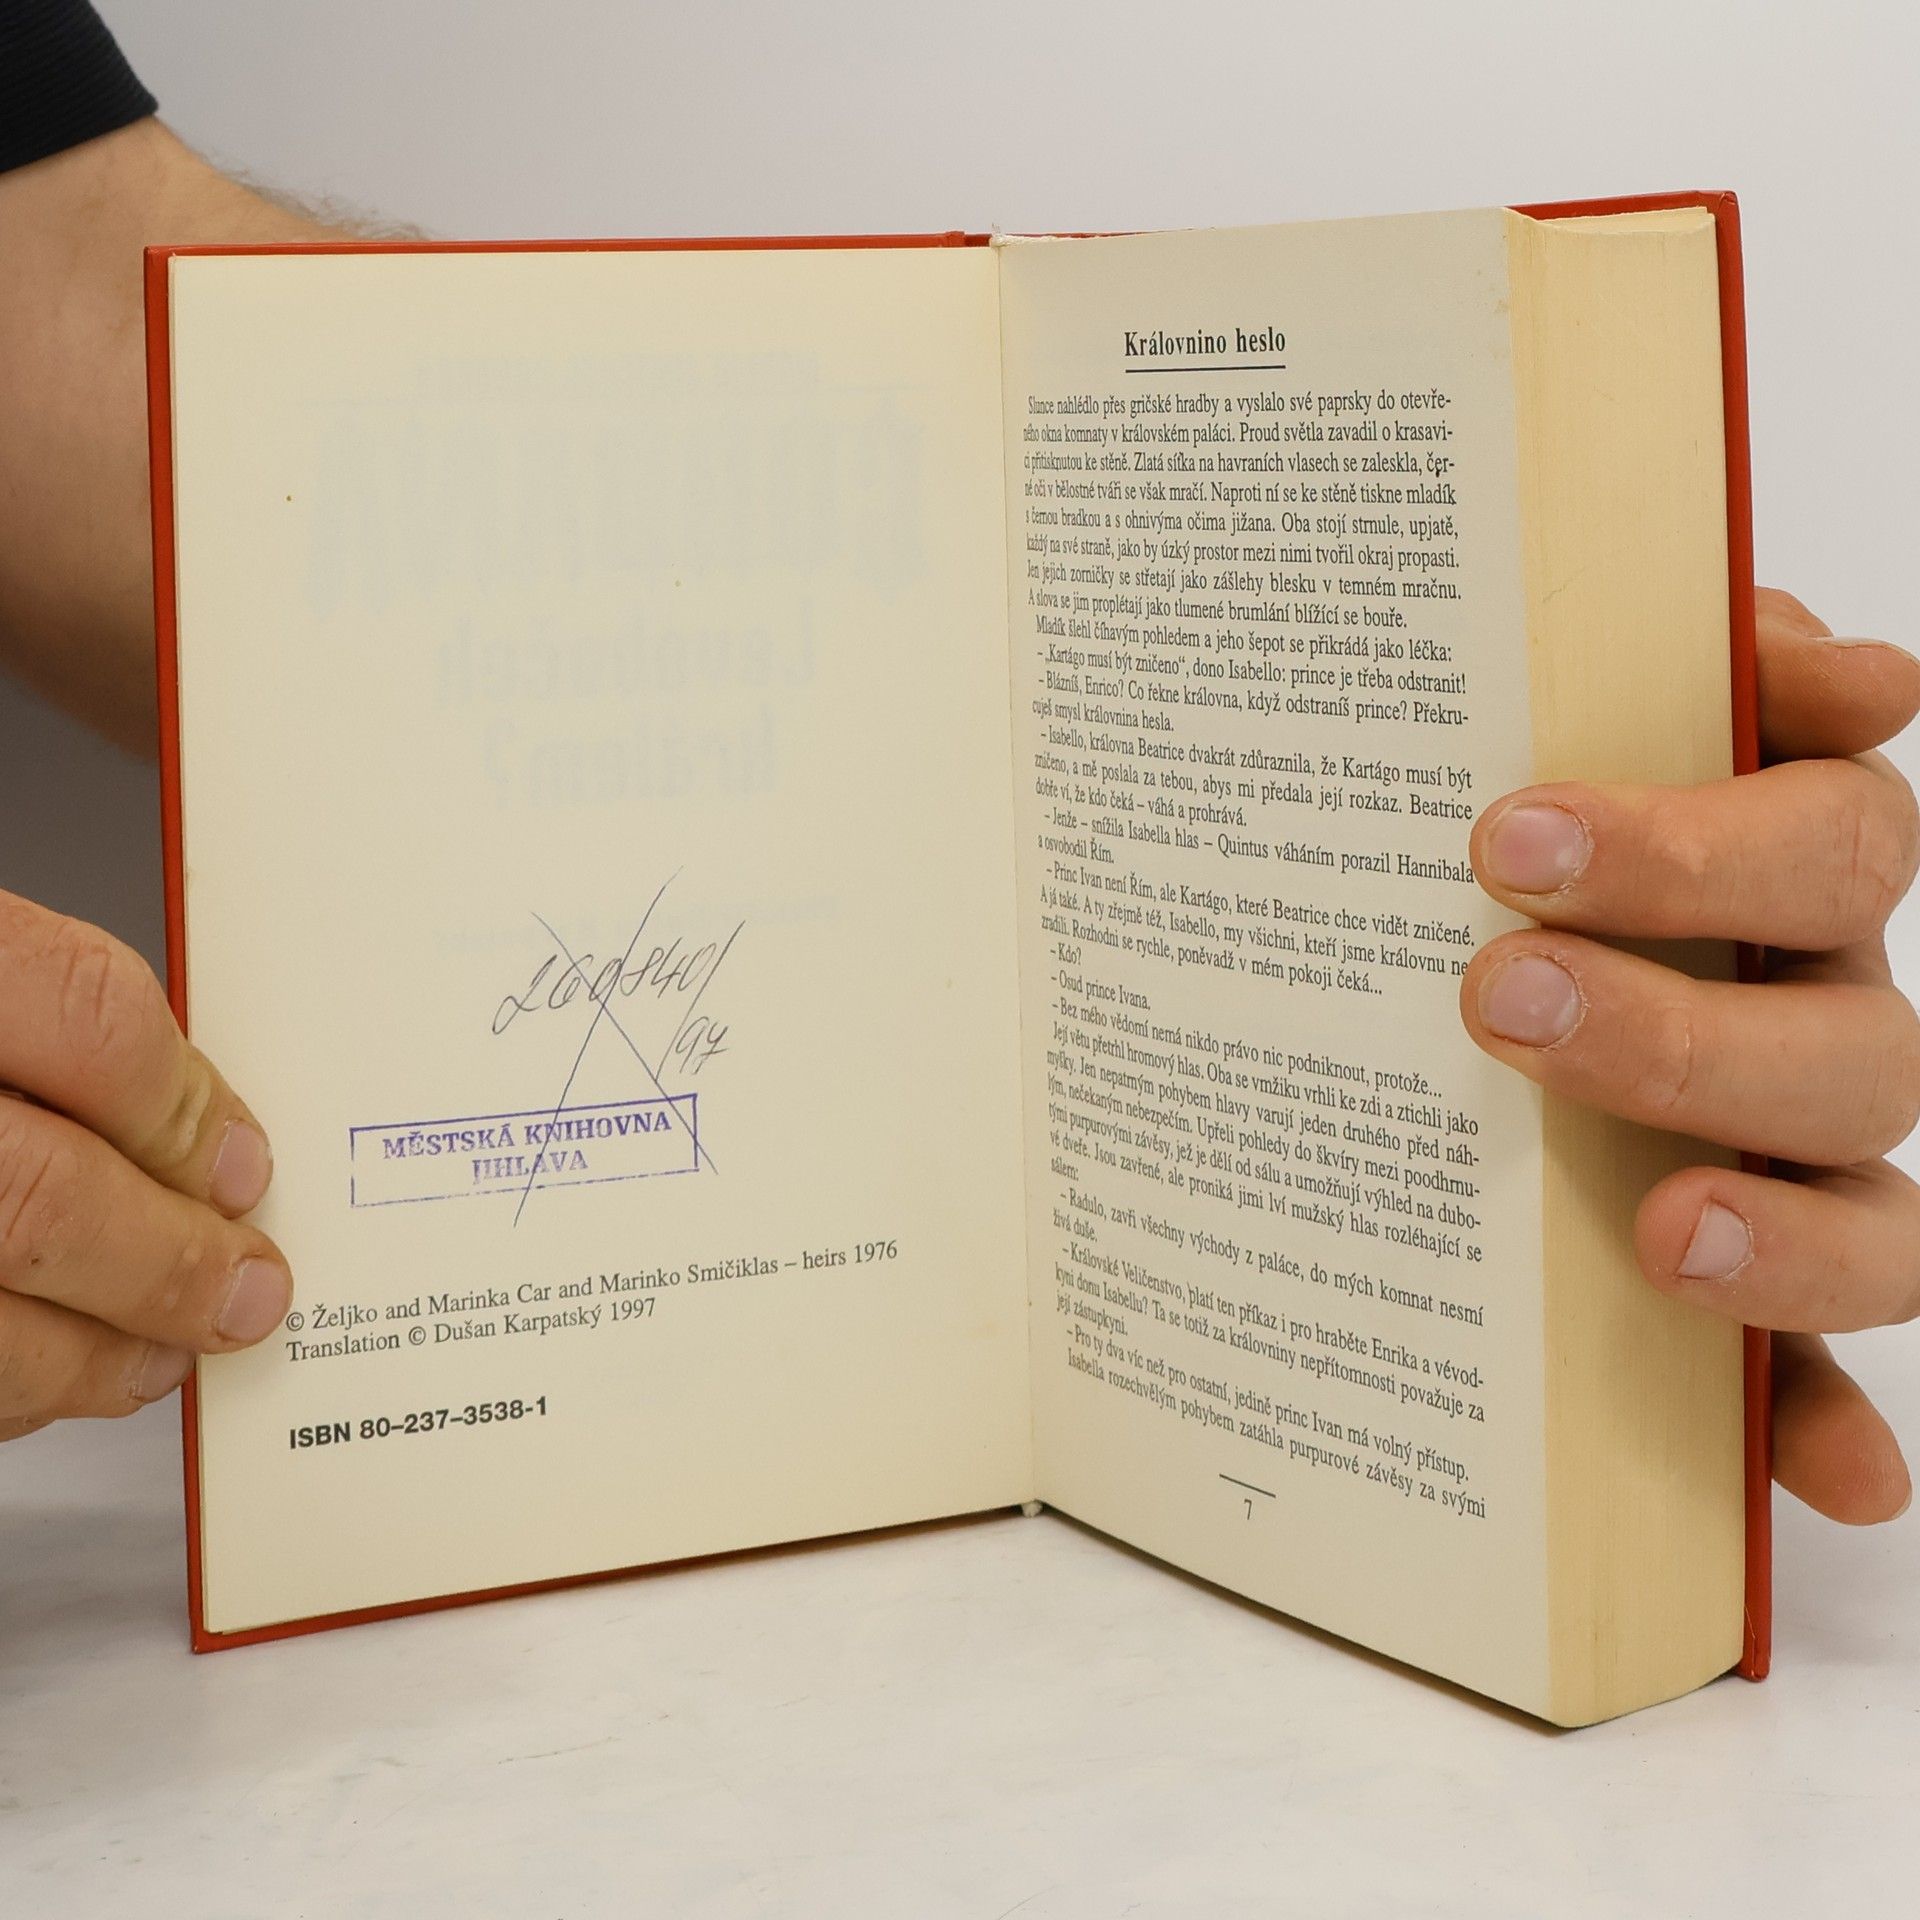 260840/
/97
MĚSTSKÁ KNIHOVNA
JIHLAVA
© Željko and Marinka Car and Marinko Smičiklas – heirs 1976
Translation © Dušan Karpatský 1997
ISBN 80–237–3538-1
Královnino heslo
Slunce nahlédlo přes gričské hradby a vyslalo své paprsky do otevře-
ného okna komnaty v královském paláci. Proud světla zavadil o krasavi-
ci přitisknutou ke stěně. Zlatá síťka na havraních vlasech se zaleskla, čer-
né oči v bělostné tváři se však mračí. Naproti ní se ke stěně tiskne mladík
s černou bradkou a s ohnivýma očima jižana. Oba stojí strnule, upjatě,
každý na své straně, jako by úzký prostor mezi nimi tvořil okraj propasti.
Jen jejich zorničky se střetají jako zášlehy blesku v temném mračnu.
A slova se jim proplétají jako tlumené brumlání blížící se bouře.
Mladík šlehl číhavým pohledem a jeho šepot se přikrádá jako léčka:
– „Kartágo musí být zničeno“, dono Isabello: prince je třeba odstranit!
– Blázníš, Enrico? Co řekne královna, když odstraníš prince? Překru-
cuješ smysl královnina hesla.
– Isabello, královna Beatrice dvakrát zdůraznila, že Kartágo musí být
zničeno, a mě poslala za tebou, abys mi předala její rozkaz. Beatrice
dobře ví, že kdo čeká – váhá a prohrává.
– Jenže – snížila Isabella hlas – Quintus váháním porazil Hannibala
a osvobodil Řím.
– Princ Ivan není Řím, ale Kartágo, které Beatrice chce vidět zničené.
A já také. A ty zřejmě též, Isabello, my všichni, kteří jsme královnu ne-
zradili. Rozhodni se rychle, poněvadž v mém pokoji čeká...
– Kdo?
– Osud prince Ivana.
– Bez mého vědomí nemá nikdo právo nic podniknout, protože...
Její větu přetrhl hromový hlas. Oba se vmžiku vrhli ke zdi a ztichli jako
myšky. Jen nepatrným pohybem hlavy varují jeden druhého před náh-
lým, nečekaným nebezpečím. Upřeli pohledy do škvíry mezi poodhrnu-
tými purpurovými závěsy, jež je dělí od sálu a umožňují výhled na dubo-
vé dveře. Jsou zavřené, ale proniká jimi lví mužský hlas rozléhající se
sálem:
– Radulo, zavři všechny východy z paláce, do mých komnat nesmí
živá duše.
– Královské Veličenstvo, platí ten příkaz i pro hraběte Enrika a vévod-
kyni donu Isabellu? Ta se totiž za královniny nepřítomnosti považuje za
její zástupkyni.
– Pro ty dva víc než pro ostatní, jedině princ Ivan má volný přístup.
Isabella rozechvělým pohybem zatáhla purpurové závěsy za svými
7